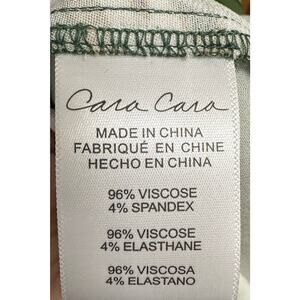 Cara Cara
MADE IN CHINA
FABRIQUÉ EN CHINE
HECHO EN CHINA
96% VISCOSE
4% SPANDEX
96% VISCOSE
4% ELASTHANE
96% VISCOSA
4% ELASTANO